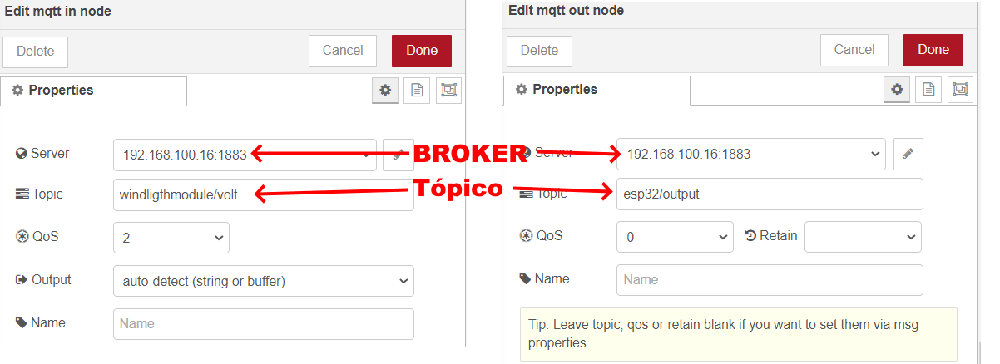 Edit mqtt in node
Delete
Cancel
Done
Properties
Server
192.168.100.16:1883
Topic
windligthmodule/volt
QoS
2
Output
auto-detect (string or buffer)
Name
Name
BROKER
Tópico
Edit mqtt out node
Delete
Cancel
Done
Properties
Server
192.168.100.16:1883
Topic
esp32/output
QoS
0
Retain
Name
Name
Tip: Leave topic, qos or retain blank if you want to set them via msg
properties.